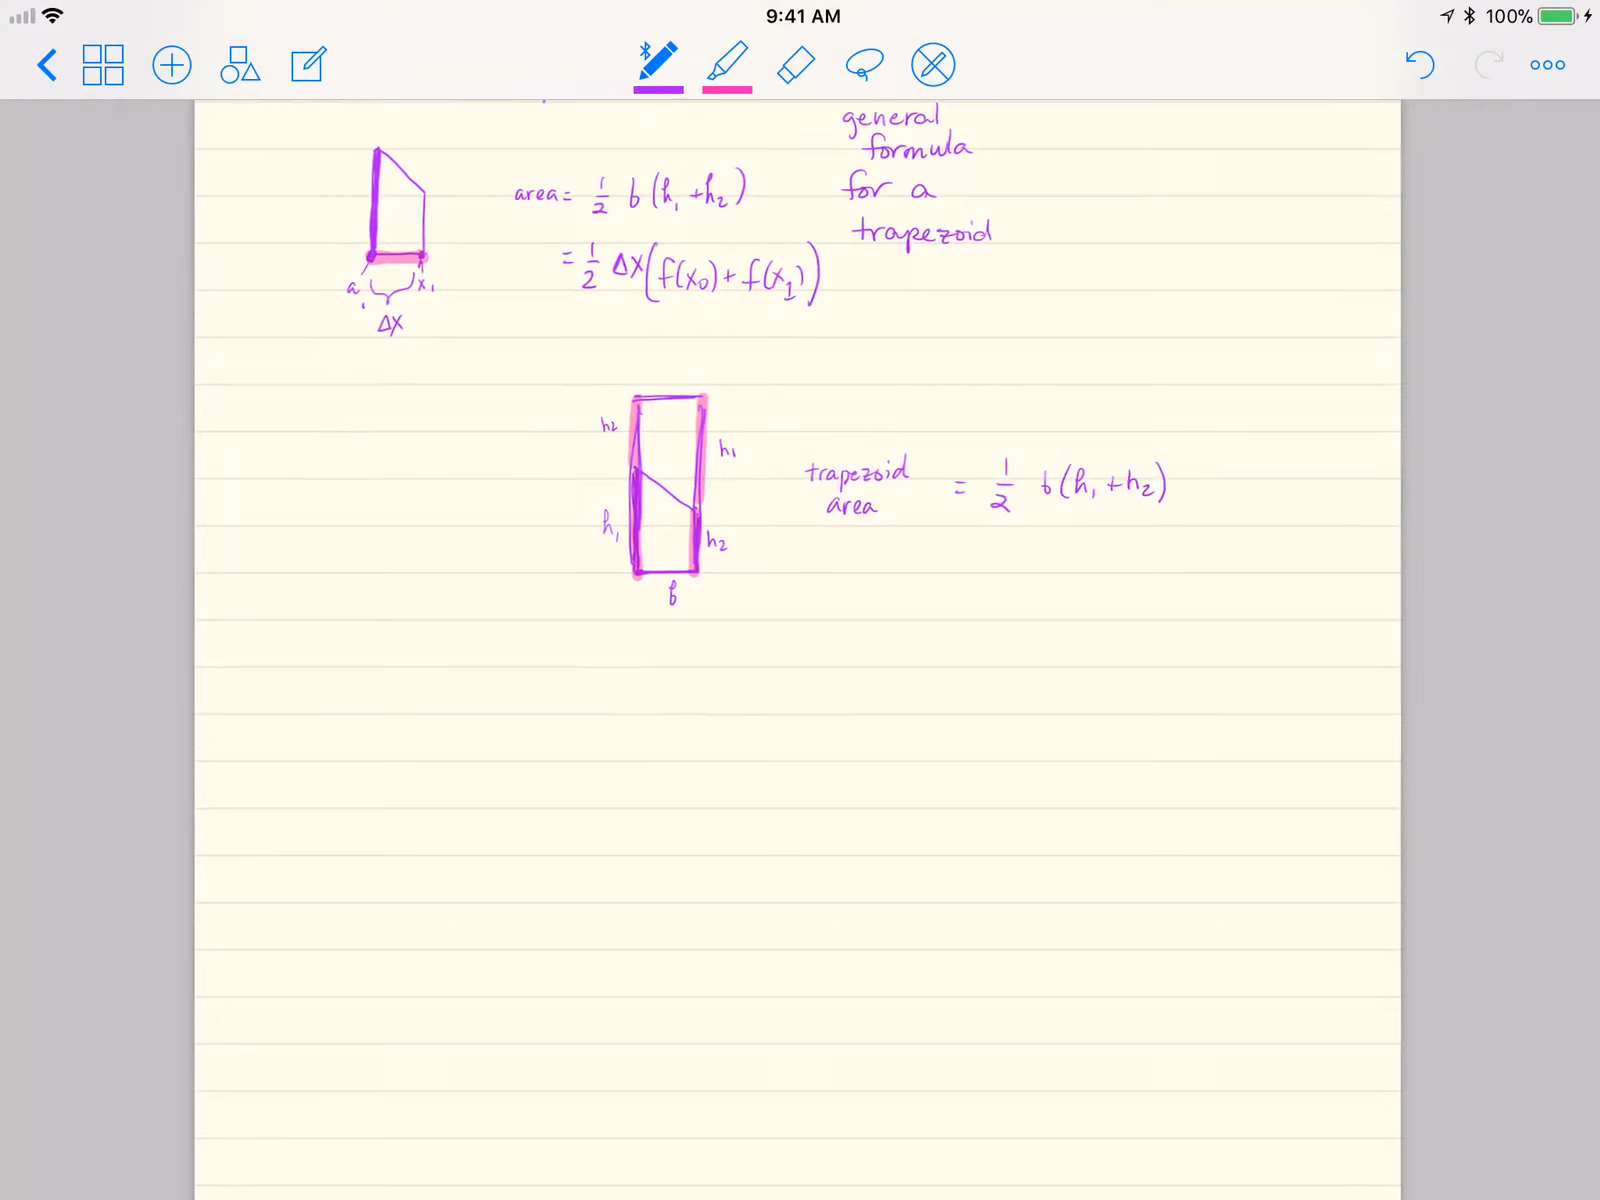 9:41 AM
100%
general
formula
for a
trapezoid
area = 1/2 b (h₁ + h₂)
= 1/2 Δx (f(x₀) + f(x₁))
a
x₁
Δx
h₂
h₁
h₁
h₂
b
trapezoid
area
= 1/2 b (h₁ + h₂)